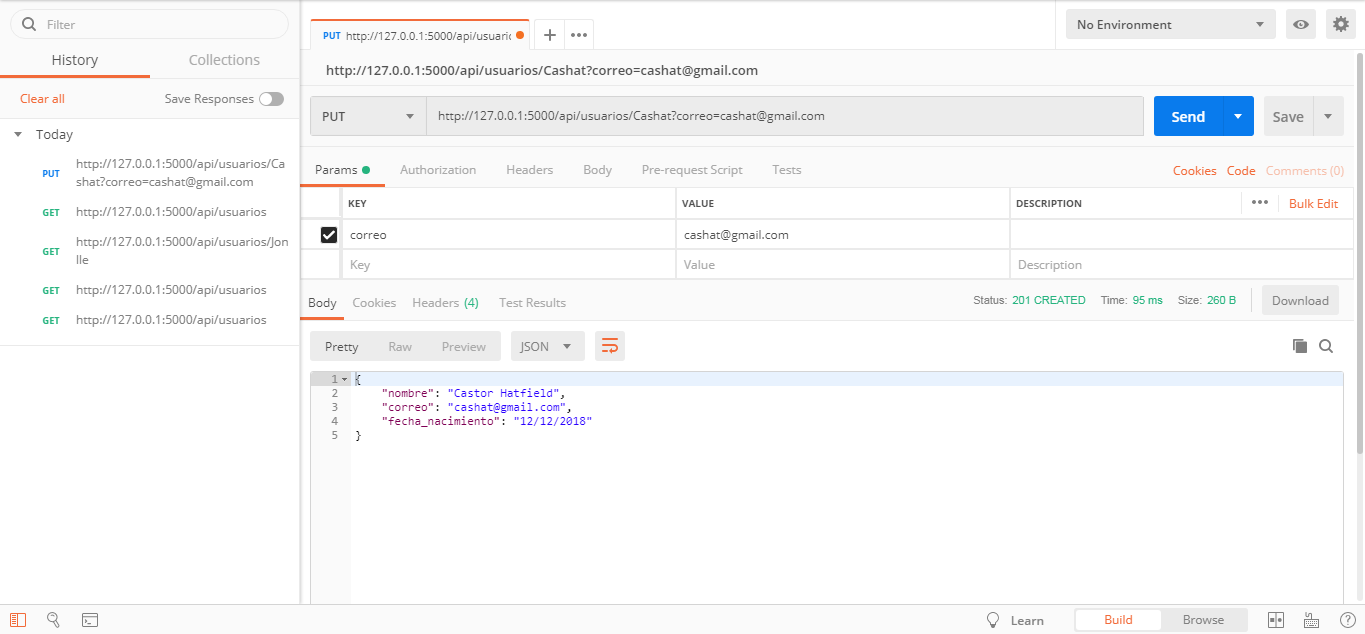 Filter
History
Collections
Clear all
Save Responses
Today
PUT
http://127.0.0.1:5000/api/usuarios/Ca
shat?correo=cashat@gmail.com
GET
http://127.0.0.1:5000/api/usuarios
GET
http://127.0.0.1:5000/api/usuarios/Jon
lle
GET
http://127.0.0.1:5000/api/usuarios
GET
http://127.0.0.1:5000/api/usuarios
PUT http://127.0.0.1:5000/api/usuari
No Environment
http://127.0.0.1:5000/api/usuarios/Cashat?correo=cashat@gmail.com
PUT
http://127.0.0.1:5000/api/usuarios/Cashat?correo=cashat@gmail.com
Send
Save
Params
Authorization
Headers
Body
Pre-request Script
Tests
Cookies
Code
Comments (0)
KEY
VALUE
DESCRIPTION
Bulk Edit
correo
cashat@gmail.com
Key
Value
Description
Body
Cookies
Headers (4)
Test Results
Status: 201 CREATED
Time: 95 ms
Size: 260 B
Download
Pretty
Raw
Preview
JSON
1 {
2 "nombre": "Castor Hatfield",
3 "correo": "cashat@gmail.com",
4 "fecha_nacimiento": "12/12/2018"
5 }
Learn
Build
Browse